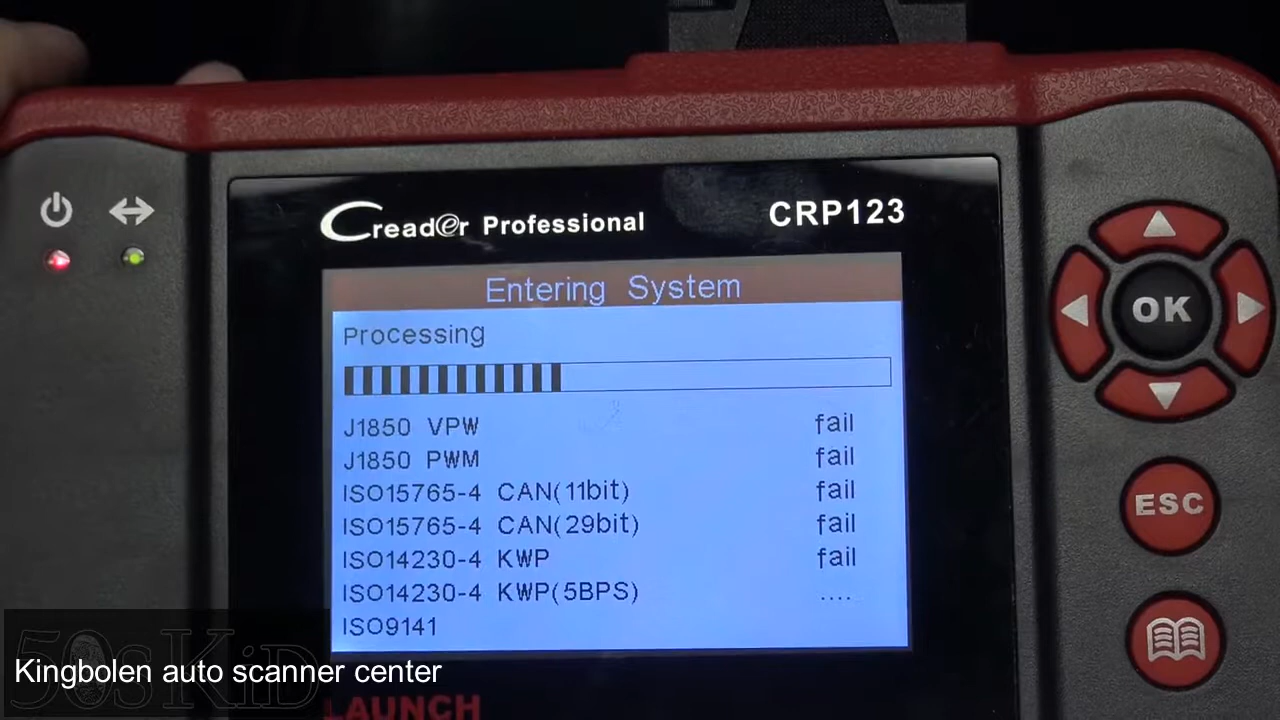 Creader Professional
CRP123
Entering System
Processing
J1850 VPW fail
J1850 PWM fail
ISO15765-4 CAN(11bit) fail
ISO15765-4 CAN(29bit) fail
ISO14230-4 KWP fail
ISO14230-4 KWP(5BPS) ....
ISO9141
OK
ESC
50sKiD
Kingbolen auto scanner center
LAUNCH